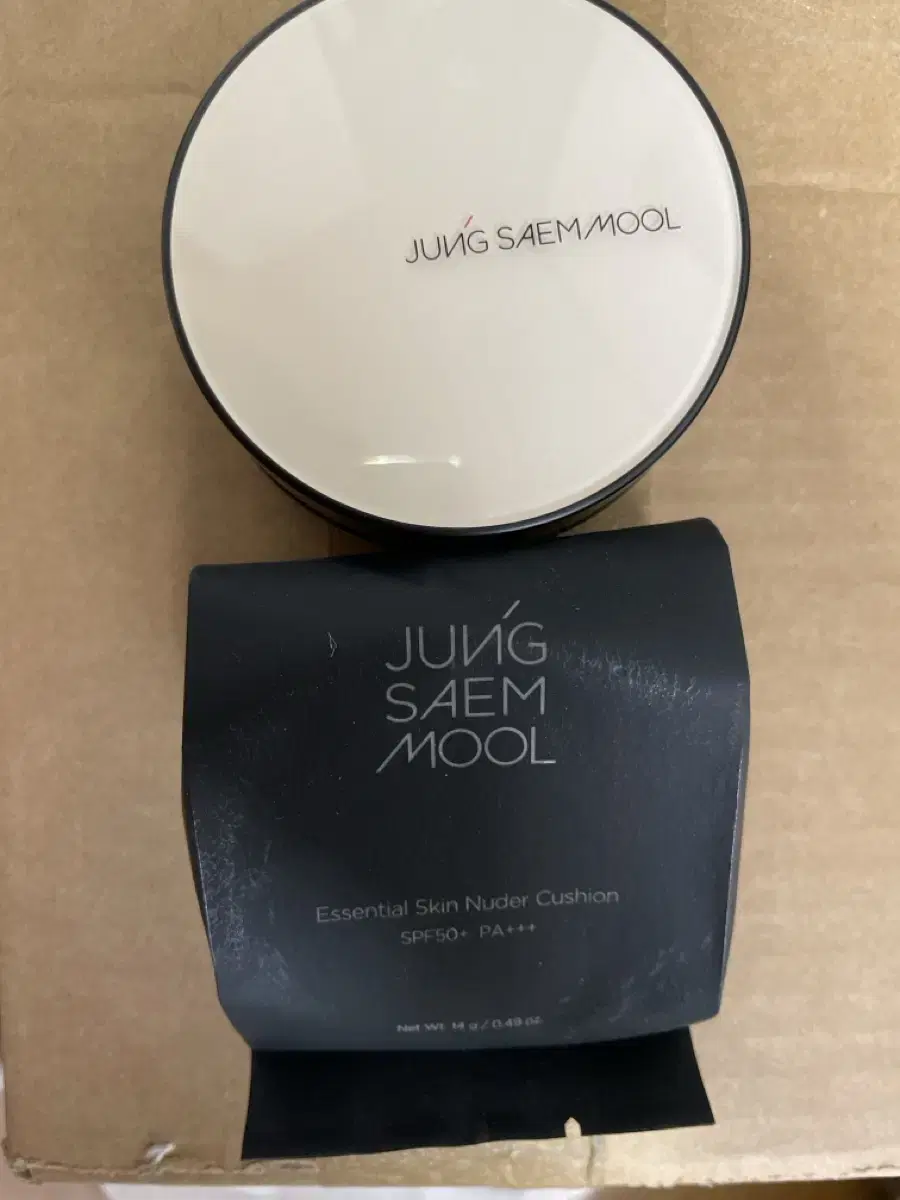 JUNG SAEMMOOL
JUNG
SAEM
MOOL
Essential Skin Nuder Cushion
SPF50+ PA+++
Net Wt. 14 g / 0.49 oz.